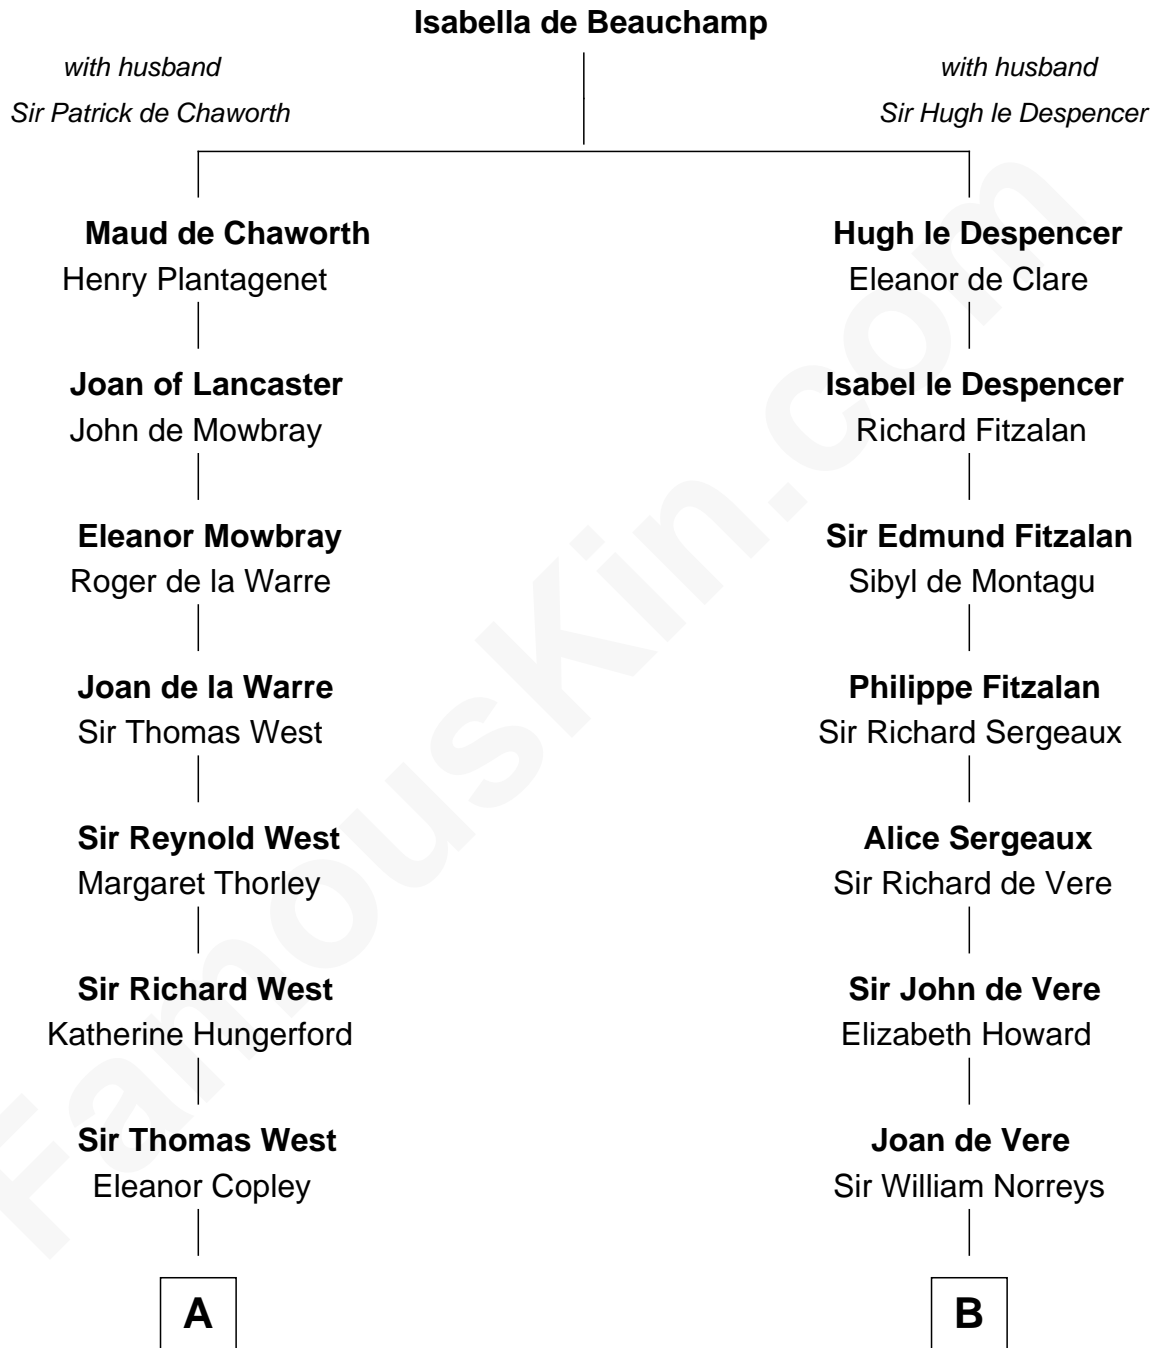 Isabella de Beauchamp
with husband
Sir Patrick de Chaworth
with husband
Sir Hugh le Despencer
Maud de Chaworth
Henry Plantagenet
Hugh le Despencer
Eleanor de Clare
Joan of Lancaster
John de Mowbray
Isabel le Despencer
Richard Fitzalan
Eleanor Mowbray
Roger de la Warre
Sir Edmund Fitzalan
Sibyl de Montagu
Joan de la Warre
Sir Thomas West
Philippe Fitzalan
Sir Richard Sergeaux
Sir Reynold West
Margaret Thorley
Alice Sergeaux
Sir Richard de Vere
Sir Richard West
Katherine Hungerford
Sir John de Vere
Elizabeth Howard
Sir Thomas West
Eleanor Copley
Joan de Vere
Sir William Norreys
A
B
FamousKin.com